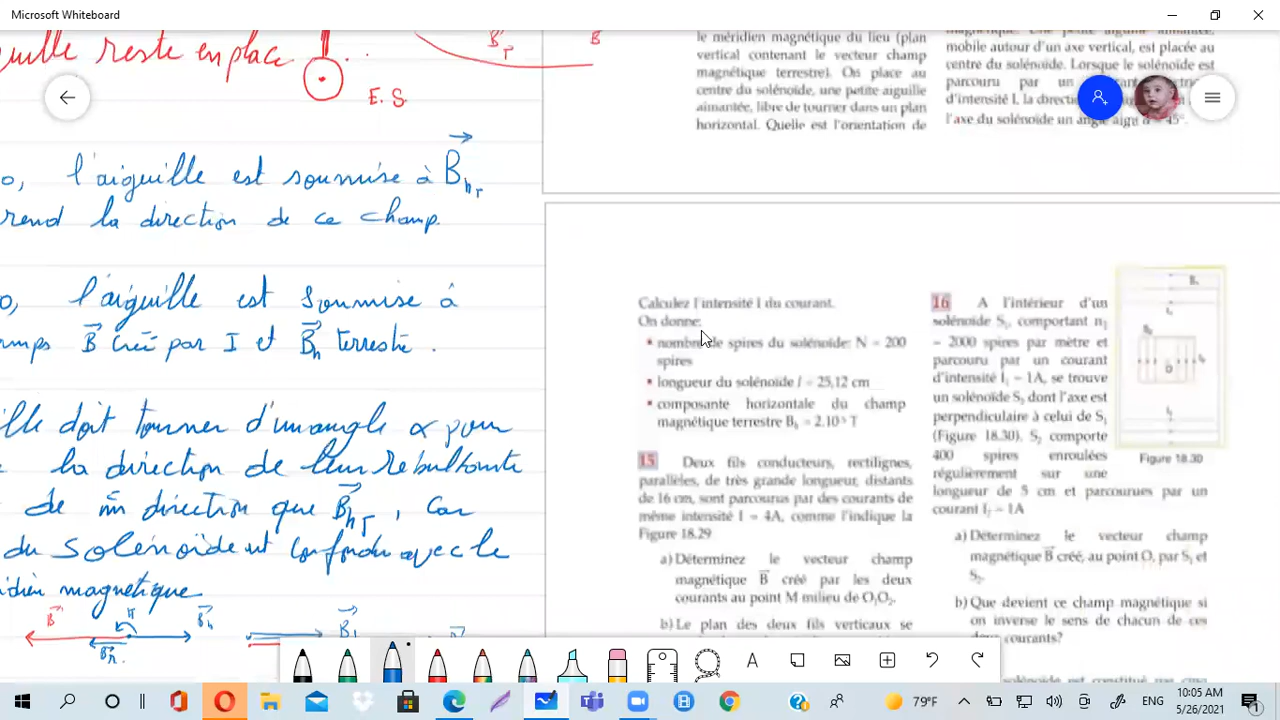 Microsoft Whiteboard
guille reste en place.
E. S.
l'aiguille est soumise à B
rend la direction de ce champ.
l'aiguille est soumise à
B créé par I et Bh terrestre.
lle doit tourner d'un angle α pour
la direction de leur résultante
de m̄ direction que Bh, car
du solénoïde est confondu avec le
idien magnétique
B
π
Bh
le méridien magnétique du lieu (plan
vertical contenant le vecteur champ
magnétique terrestre). On place au
centre du solénoïde, une petite aiguille
aimantée, libre de tourner dans un plan
horizontal. Quelle est l'orientation de
mobile autour d'un axe vertical, est placée au
centre du solénoïde. Lorsque le solénoïde est
parcouru par un
d'intensité I, la
l'axe du solénoïde un angle aigu α = 45°.
Calculez l'intensité I du courant.
On donne:
• nombre de spires du solénoïde: N = 200
spires
• longueur du solénoïde l = 25,12 cm
• composante horizontale du champ
magnétique terrestre Bh = 2.10⁵ T
15 Deux fils conducteurs, rectilignes,
parallèles, de très grande longueur, distants
de 16 cm, sont parcourus par des courants de
même intensité I = 4A, comme l'indique la
Figure 18.29
a) Déterminez le vecteur champ
magnétique B créé par les deux
courants au point M milieu de O₁O₂.
b) Le plan des deux fils verticaux se
16 A l'intérieur d'un
solénoïde S₁, comportant n₁
= 2000 spires par mètre et
parcouru par un courant
d'intensité I₁ = 1A, se trouve
un solénoïde S₂ dont l'axe est
perpendiculaire à celui de S₁
(Figure 18.30). S₂ comporte
400 spires enroulées
régulièrement sur une
longueur de 5 cm et parcourues par un
courant I₂ = 1A
a) Déterminez le vecteur champ
magnétique B créé, au point O, par S₁ et
S₂.
b) Que devient ce champ magnétique si
on inverse le sens de chacun de ces
deux courants?
O
Figure 18.30
A
79°F
ENG
10:05 AM
5/26/2021